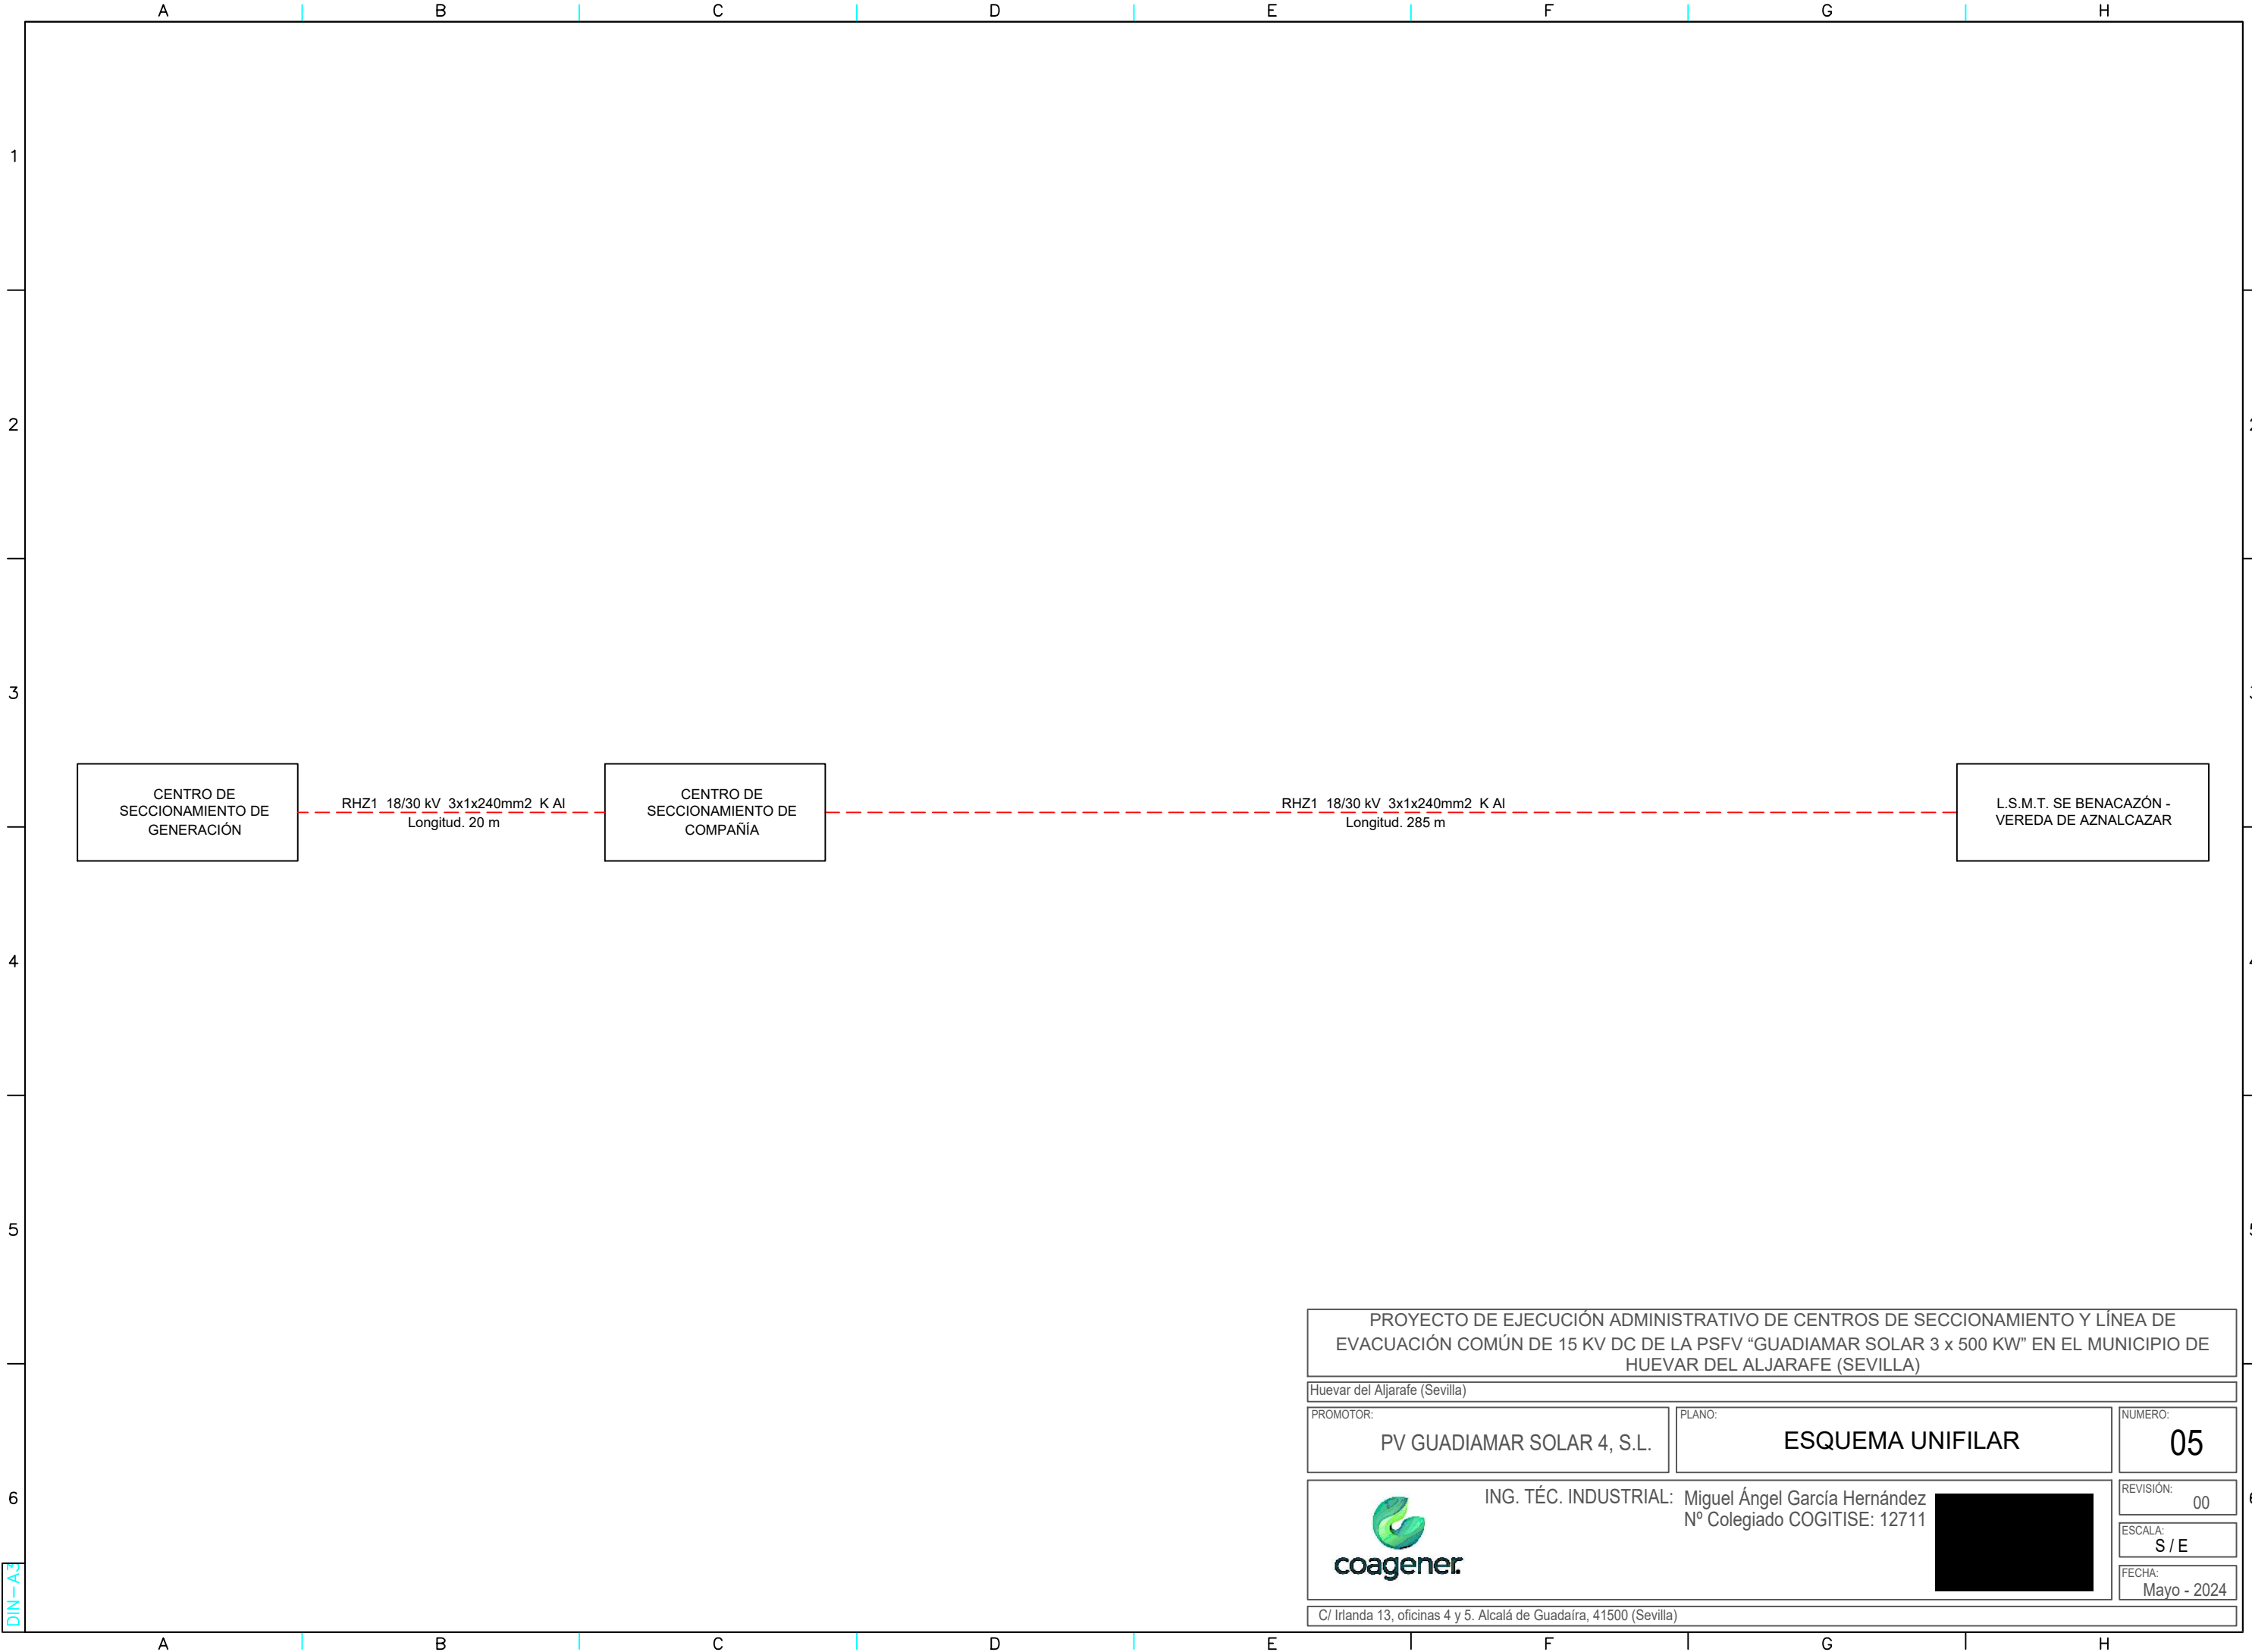 A B C D E F G H
1
2
2
3
3
CENTRO DE
SECCIONAMIENTO DE
GENERACIÓN
RHZ1 18/30 kV 3x1x240mm2 K Al
Longitud. 20 m
CENTRO DE
SECCIONAMIENTO DE
COMPAÑÍA
RHZ1 18/30 kV 3x1x240mm2 K Al
Longitud. 285 m
L.S.M.T. SE BENACAZÓN -
VEREDA DE AZNALCAZAR
4
4
5
5
PROYECTO DE EJECUCIÓN ADMINISTRATIVO DE CENTROS DE SECCIONAMIENTO Y LÍNEA DE
EVACUACIÓN COMÚN DE 15 KV DC DE LA PSFV “GUADIAMAR SOLAR 3 x 500 KW” EN EL MUNICIPIO DE
HUEVAR DEL ALJARAFE (SEVILLA)
Huevar del Aljarafe (Sevilla)
PROMOTOR:
PV GUADIAMAR SOLAR 4, S.L.
PLANO:
ESQUEMA UNIFILAR
NUMERO:
05
6
6
coagener.
ING. TÉC. INDUSTRIAL: Miguel Ángel García Hernández
Nº Colegiado COGITISE: 12711
REVISIÓN:
00
ESCALA:
S / E
FECHA:
Mayo - 2024
C/ Irlanda 13, oficinas 4 y 5. Alcalá de Guadaíra, 41500 (Sevilla)
DIN-A3
A B C D E F G H